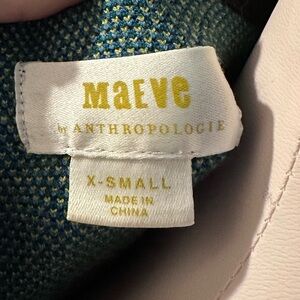 MaEVe
by ANTHROPOLOGIE
X-SMALL
MADE IN
CHINA